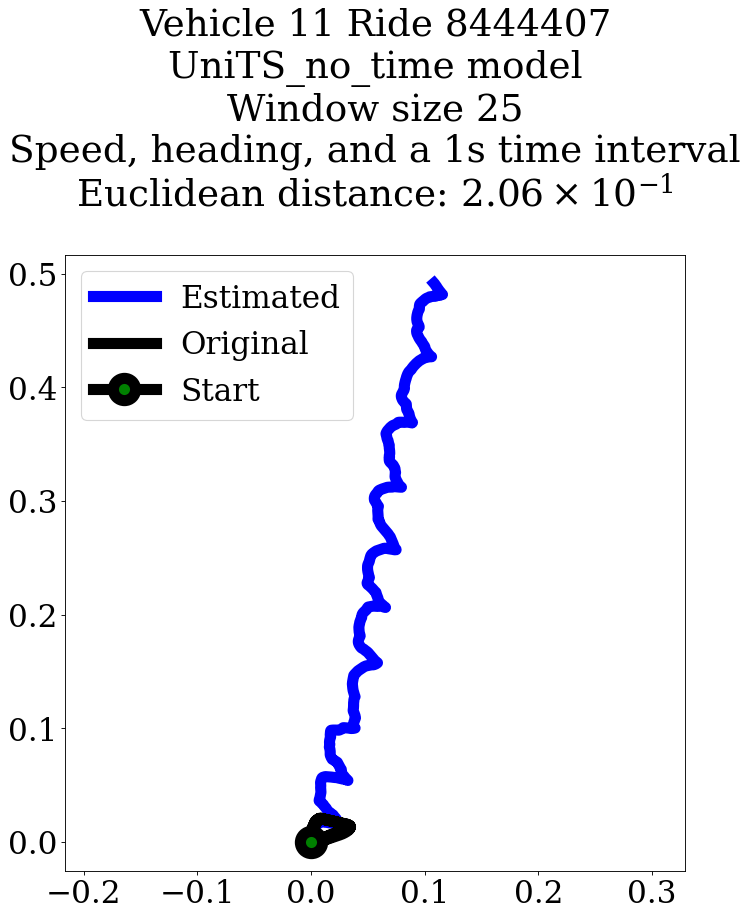 Vehicle 11 Ride 8444407
UniTS_no_time model
Window size 25
Speed, heading, and a 1s time interval
Euclidean distance: 2.06 × 10⁻¹
Estimated
Original
Start
0.5
0.4
0.3
0.2
0.1
0.0
−0.2 −0.1 0.0 0.1 0.2 0.3